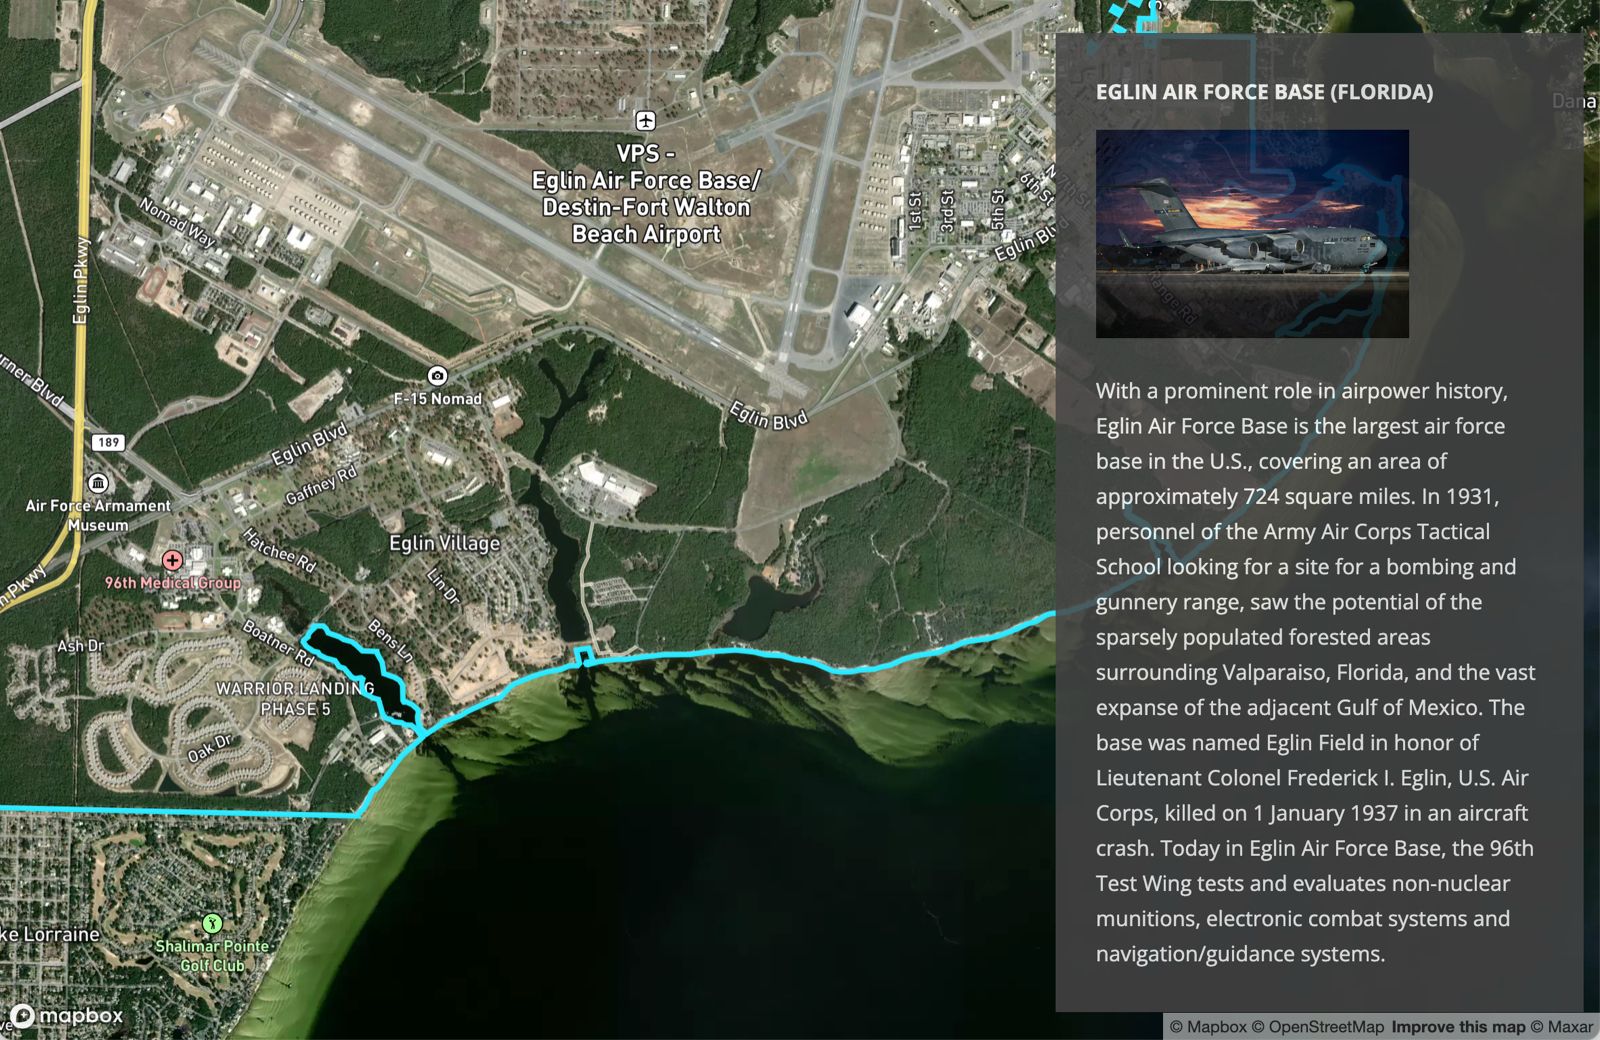 EGLIN AIR FORCE BASE (FLORIDA)
With a prominent role in airpower history,
Eglin Air Force Base is the largest air force
base in the U.S., covering an area of
approximately 724 square miles. In 1931,
personnel of the Army Air Corps Tactical
School looking for a site for a bombing and
gunnery range, saw the potential of the
sparsely populated forested areas
surrounding Valparaiso, Florida, and the vast
expanse of the adjacent Gulf of Mexico. The
base was named Eglin Field in honor of
Lieutenant Colonel Frederick I. Eglin, U.S. Air
Corps, killed on 1 January 1937 in an aircraft
crash. Today in Eglin Air Force Base, the 96th
Test Wing tests and evaluates non-nuclear
munitions, electronic combat systems and
navigation/guidance systems.
VPS -
Eglin Air Force Base/
Destin-Fort Walton
Beach Airport
1st St
3rd St
5th St
6th St
Eglin Blvd
Dana
Nomad Way
Eglin Pkwy
F-15 Nomad
Eglin Blvd
189
Eglin Blvd
Gaffney Rd
Air Force Armament
Museum
Hatchee Rd
Eglin Village
96th Medical Group
Lin Dr
n Pkwy
Ash Dr
Boatner Rd
Bens Ln
WARRIOR LANDING
PHASE 5
Oak Dr
ke Lorraine
Shalimar Pointe
Golf Club
mapbox
© Mapbox © OpenStreetMap Improve this map © Maxar